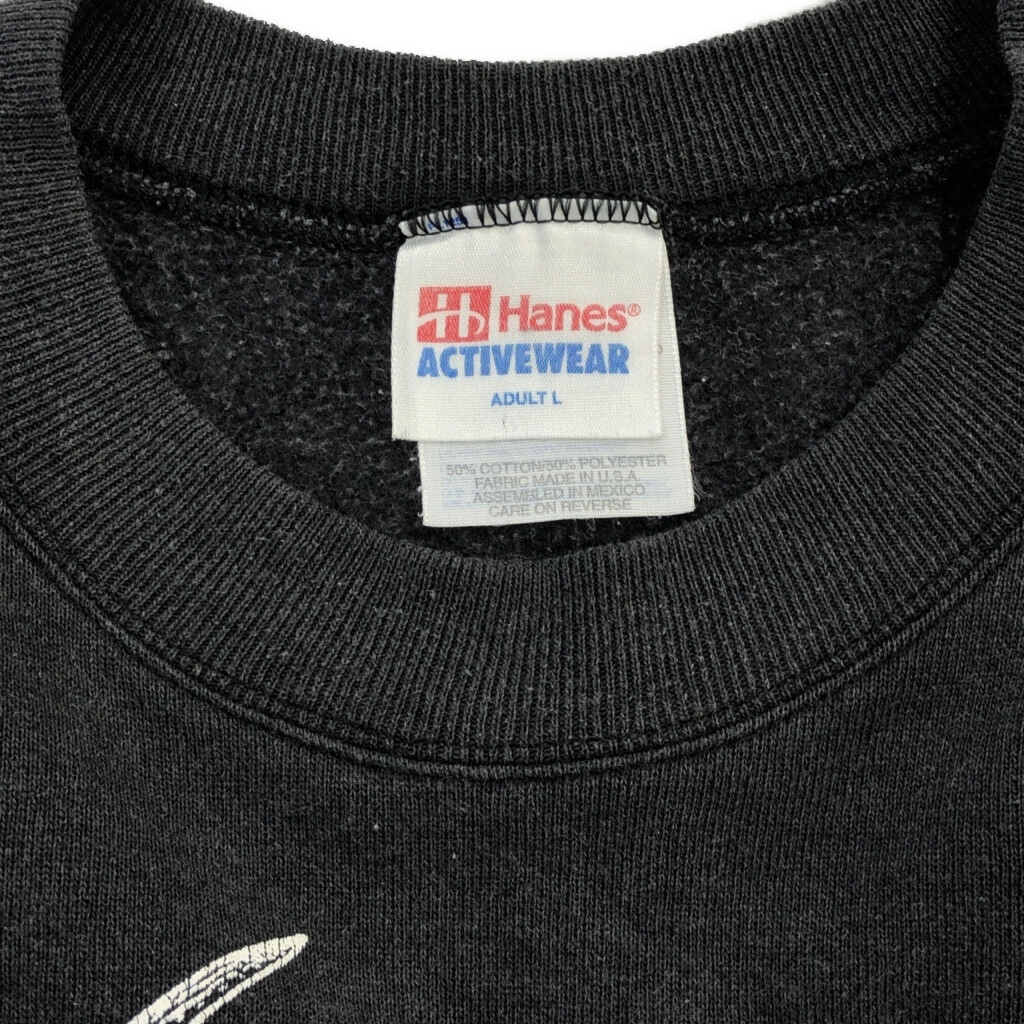 Hanes®
ACTIVEWEAR
ADULT L
50% COTTON/50% POLYESTER
FABRIC MADE IN U.S.A.
ASSEMBLED IN MEXICO
CARE ON REVERSE